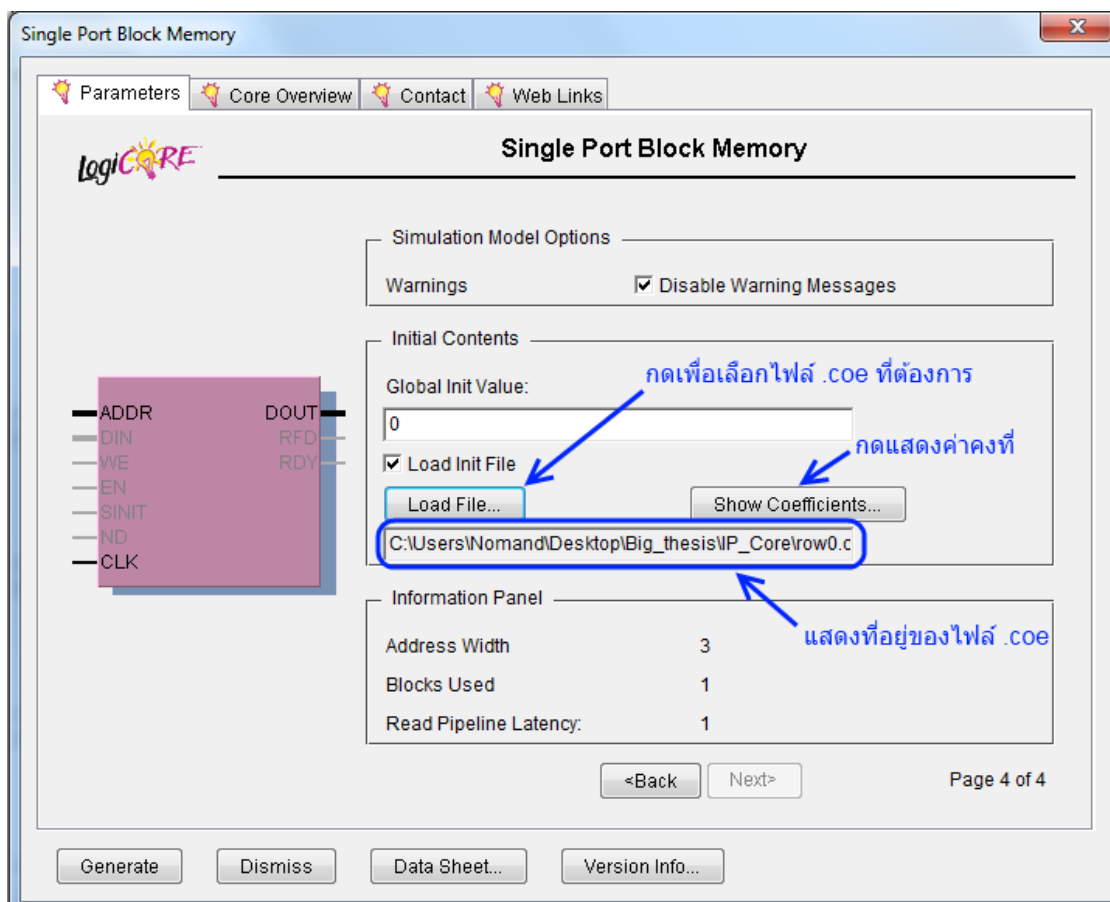 Single Port Block Memory
Parameters
Core Overview
Contact
Web Links
LogiCORE
Single Port Block Memory
Simulation Model Options
Warnings
Disable Warning Messages
Initial Contents
Global Init Value:
กดเพื่อเลือกไฟล์ .coe ที่ต้องการ
0
กดแสดงค่าคงที่
Load Init File
Load File...
Show Coefficients...
C:\Users\Nomand\Desktop\Big_thesis\IP_Core\row0.c
แสดงที่อยู่ของไฟล์ .coe
ADDR
DIN
WE
EN
SINIT
ND
CLK
DOUT
RFD
RDY
Information Panel
Address Width 3
Blocks Used 1
Read Pipeline Latency: 1
<Back
Next>
Page 4 of 4
Generate
Dismiss
Data Sheet...
Version Info...